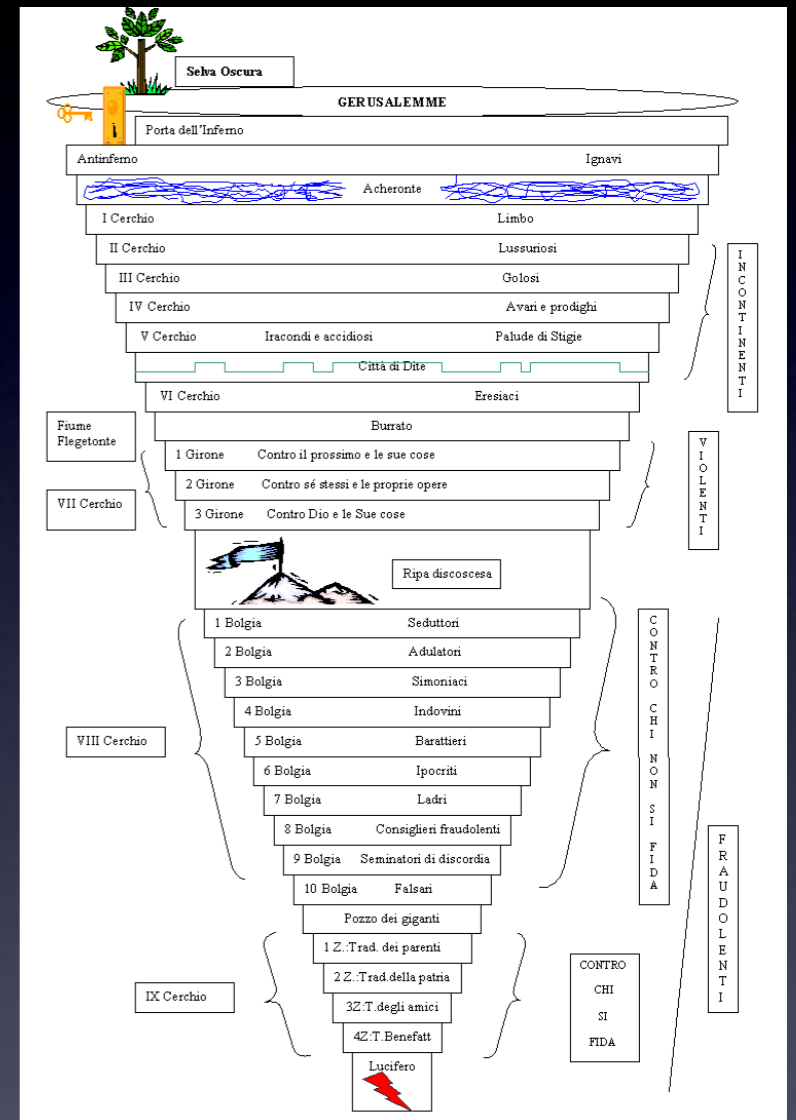 Selva Oscura
GERUSALEMME
Porta dell'Inferno
Antinferno Ignavi
Acheronte
I Cerchio Limbo
II Cerchio Lussuriosi
III Cerchio Golosi
IV Cerchio Avari e prodighi
V Cerchio Iracondi e accidiosi Palude di Stigie
Città di Dite
VI Cerchio Eresiaci
INCONTINENTI
Burrato
Fiume
Flegetonte
1 Girone Contro il prossimo e le sue cose
2 Girone Contro sé stessi e le proprie opere
3 Girone Contro Dio e le Sue cose
VII Cerchio
VIOLENTI
Ripa discoscesa
1 Bolgia Seduttori
2 Bolgia Adulatori
3 Bolgia Simoniaci
4 Bolgia Indovini
5 Bolgia Barattieri
6 Bolgia Ipocriti
7 Bolgia Ladri
8 Bolgia Consiglieri fraudolenti
9 Bolgia Seminatori di discordia
10 Bolgia Falsari
VIII Cerchio
CONTRO CHI NON SI FIDA
FRAUDOLENTI
Pozzo dei giganti
1 Z.:Trad. dei parenti
2 Z.:Trad.della patria
3Z:T.degli amici
4Z:T.Benefatt
IX Cerchio
CONTRO
CHI
SI
FIDA
Lucifero